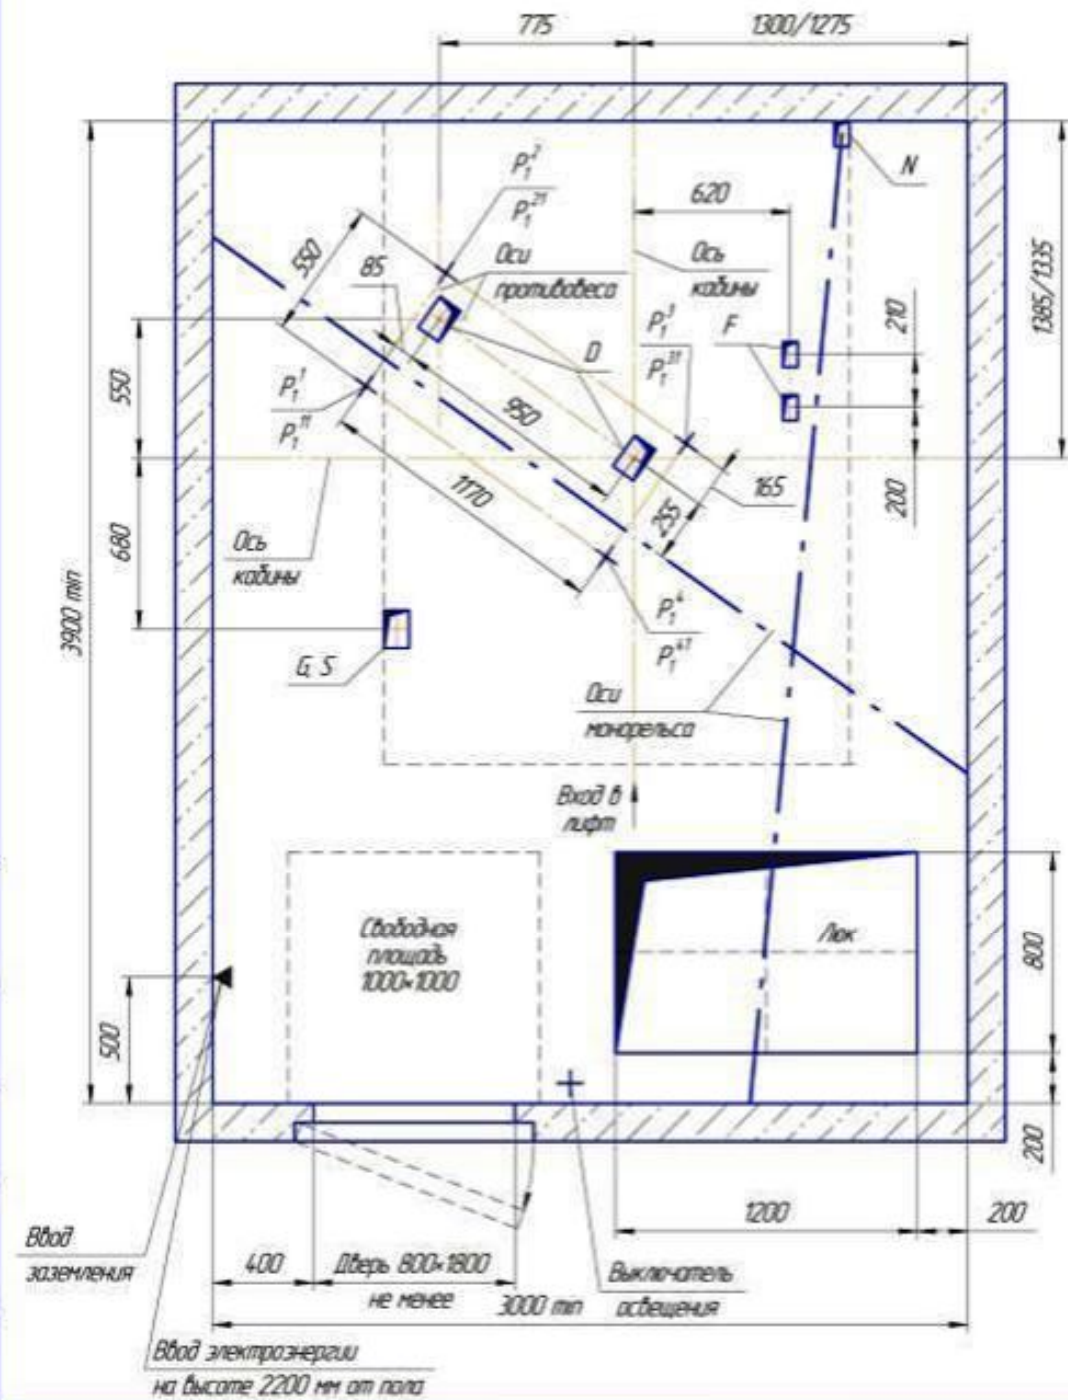 775
1300/1275
N
P₁²
P₁²¹
620
550
85
Оси
противовеса
Ось
кабины
1385/1335
210
P₁³
P₁³¹
F
D
550
P₁¹
P₁¹¹
950
1170
165
255
200
680
Ось
кабины
3900 min
P₁⁴
P₁⁴¹
G, S
Оси
монорельса
Вход в
лифт
Свободная
площадь
1000×1000
Люк
800
500
200
1200
200
Ввод
заземления
400
Дверь 800×1800
не менее
Выключатель
освещения
3000 min
Ввод электроэнергии
на высоте 2200 мм от пола